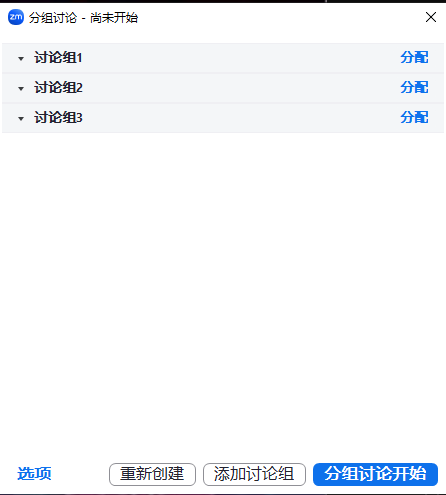 zm 分组讨论 - 尚未开始
讨论组1 分配
讨论组2 分配
讨论组3 分配
选项 重新创建 添加讨论组 分组讨论开始